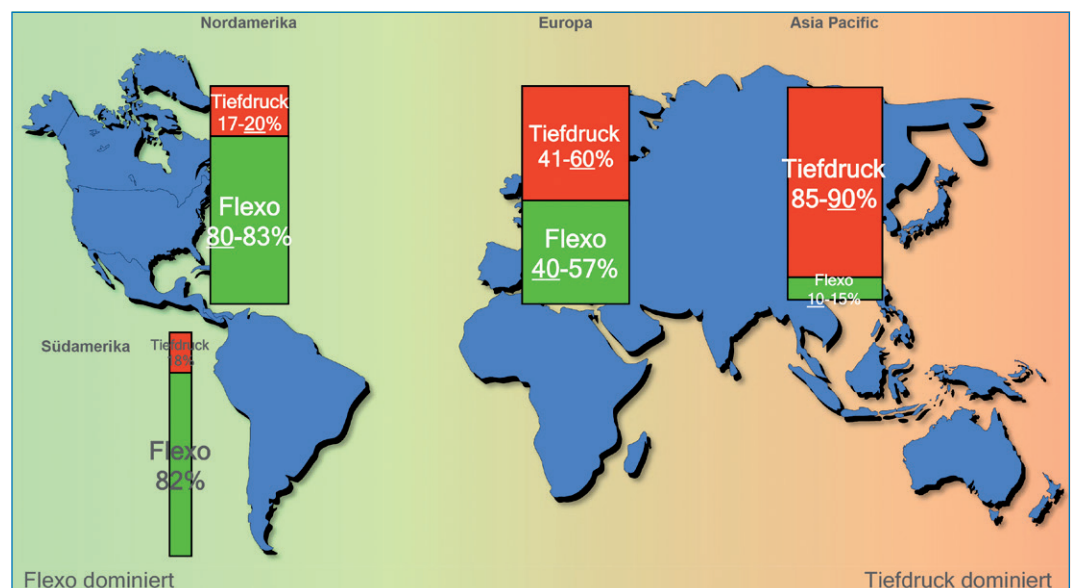 Nordamerika
Europa
Asia Pacific
Tiefdruck
17-20%
Flexo
80-83%
Tiefdruck
41-60%
Flexo
40-57%
Tiefdruck
85-90%
Flexo
10-15%
Südamerika
Tiefdruck
18%
Flexo
82%
Flexo dominiert
Tiefdruck dominiert